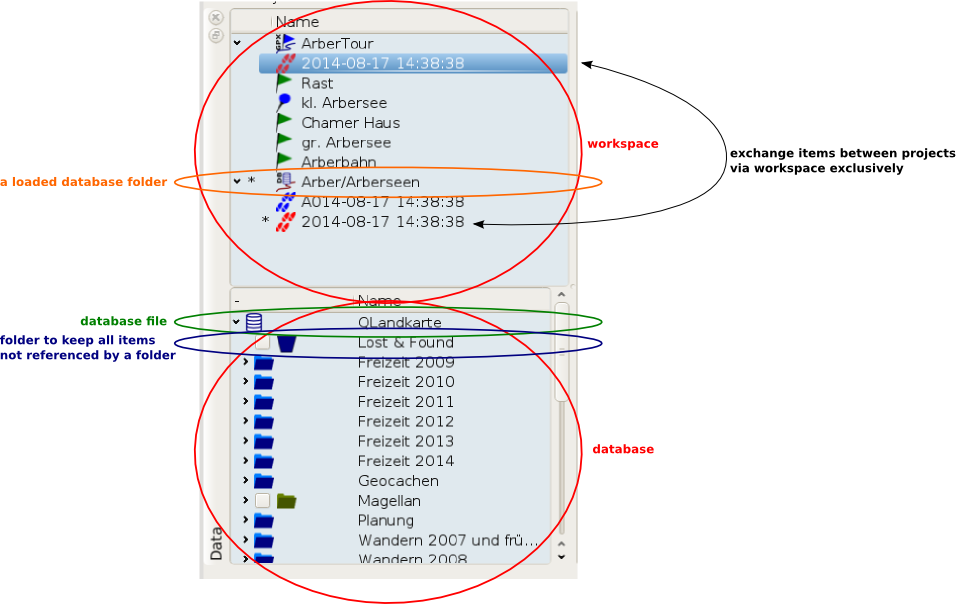 Name
GPX ArberTour
2014-08-17 14:38:38
Rast
kl. Arbersee
Chamer Haus
gr. Arbersee
Arberbahn
workspace
exchange items between projects
via workspace exclusively
a loaded database folder
* DB Arber/Arberseen
A014-08-17 14:38:38
* 2014-08-17 14:38:38
- Name
database file
QLandkarte
folder to keep all items
not referenced by a folder
Lost & Found
Freizeit 2009
Freizeit 2010
Freizeit 2011
Freizeit 2012
Freizeit 2013
Freizeit 2014
database
Geocachen
Magellan
Planung
Wandern 2007 und frü...
Wandern 2008
Data